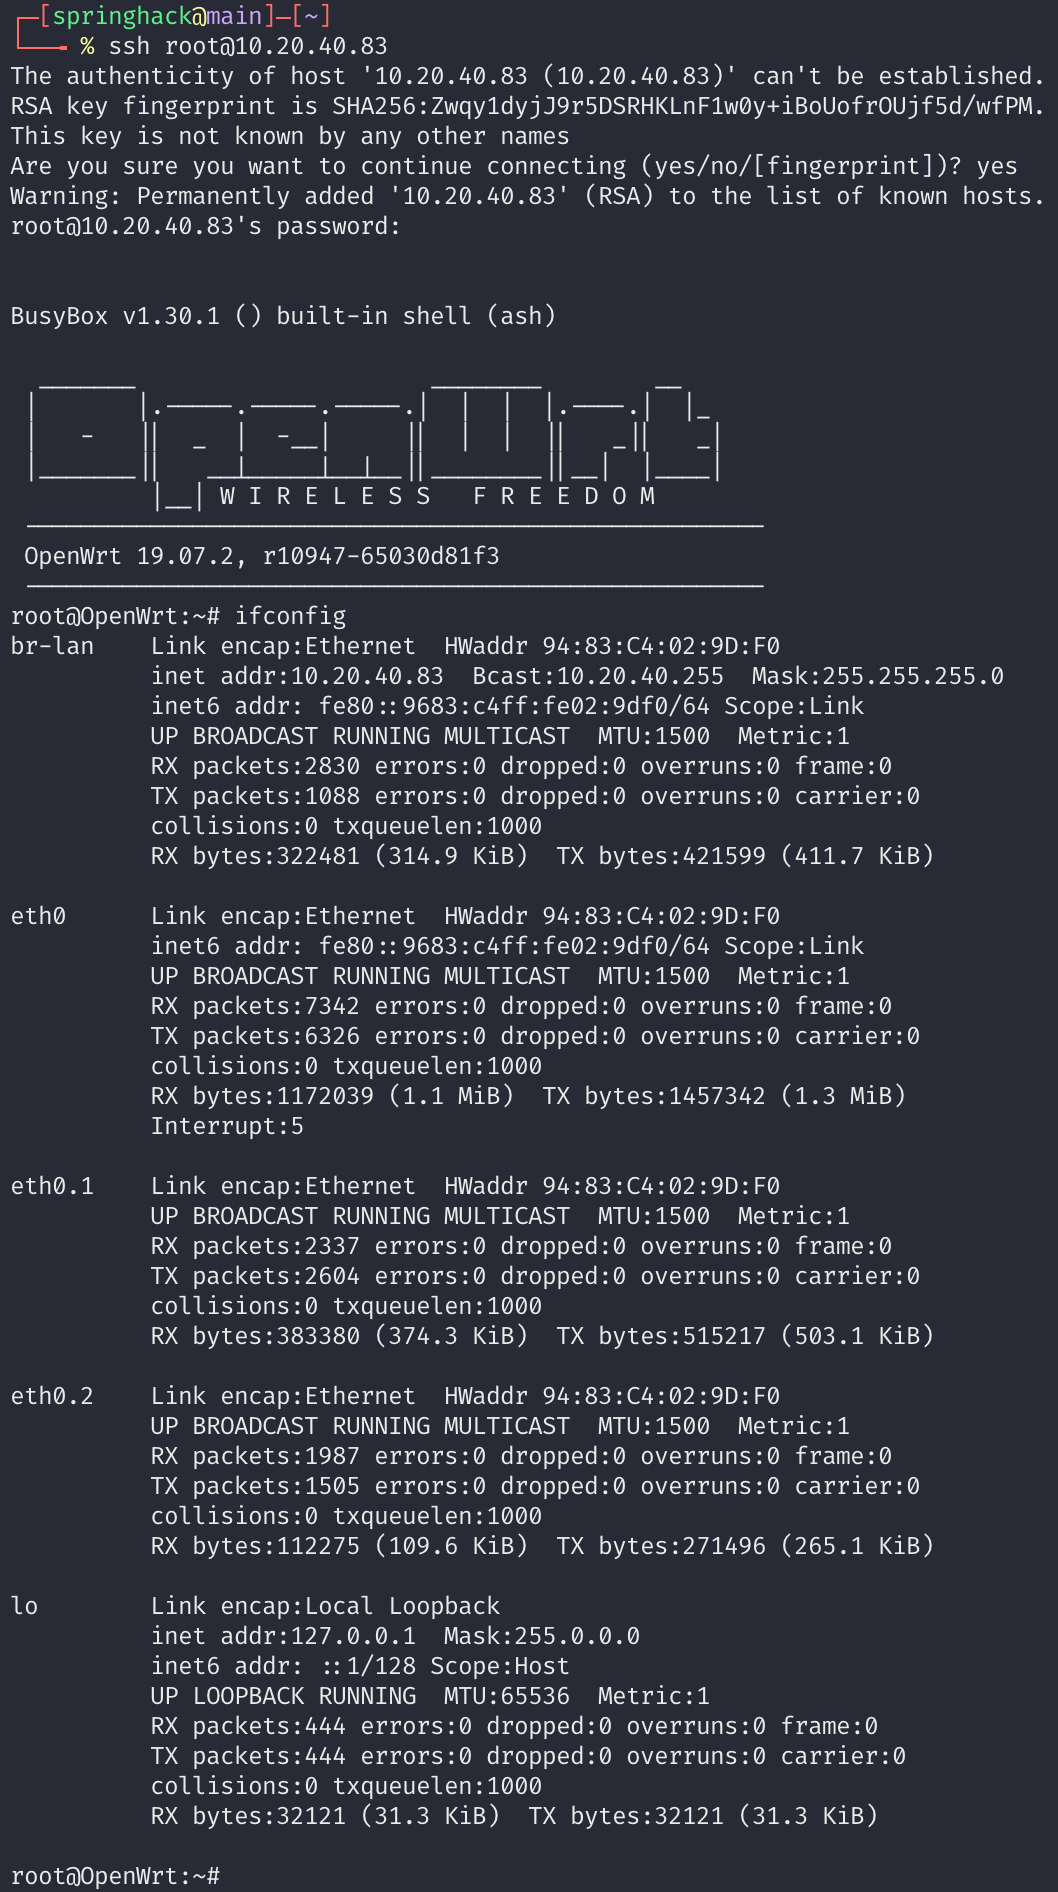 ┌─[springhack@main]─[~]
└──╼ % ssh root@10.20.40.83
The authenticity of host '10.20.40.83 (10.20.40.83)' can't be established.
RSA key fingerprint is SHA256:Zwqy1dyjJ9r5DSRHKLnF1w0y+iBoUofrOUjf5d/wfPM.
This key is not known by any other names
Are you sure you want to continue connecting (yes/no/[fingerprint])? yes
Warning: Permanently added '10.20.40.83' (RSA) to the list of known hosts.
root@10.20.40.83's password:
BusyBox v1.30.1 () built-in shell (ash)
OpenWrt
W I R E L E S S   F R E E D O M
OpenWrt 19.07.2, r10947-65030d81f3
root@OpenWrt:~# ifconfig
br-lan    Link encap:Ethernet  HWaddr 94:83:C4:02:9D:F0
          inet addr:10.20.40.83  Bcast:10.20.40.255  Mask:255.255.255.0
          inet6 addr: fe80::9683:c4ff:fe02:9df0/64 Scope:Link
          UP BROADCAST RUNNING MULTICAST  MTU:1500  Metric:1
          RX packets:2830 errors:0 dropped:0 overruns:0 frame:0
          TX packets:1088 errors:0 dropped:0 overruns:0 carrier:0
          collisions:0 txqueuelen:1000
          RX bytes:322481 (314.9 KiB)  TX bytes:421599 (411.7 KiB)
eth0      Link encap:Ethernet  HWaddr 94:83:C4:02:9D:F0
          inet6 addr: fe80::9683:c4ff:fe02:9df0/64 Scope:Link
          UP BROADCAST RUNNING MULTICAST  MTU:1500  Metric:1
          RX packets:7342 errors:0 dropped:0 overruns:0 frame:0
          TX packets:6326 errors:0 dropped:0 overruns:0 carrier:0
          collisions:0 txqueuelen:1000
          RX bytes:1172039 (1.1 MiB)  TX bytes:1457342 (1.3 MiB)
          Interrupt:5
eth0.1    Link encap:Ethernet  HWaddr 94:83:C4:02:9D:F0
          UP BROADCAST RUNNING MULTICAST  MTU:1500  Metric:1
          RX packets:2337 errors:0 dropped:0 overruns:0 frame:0
          TX packets:2604 errors:0 dropped:0 overruns:0 carrier:0
          collisions:0 txqueuelen:1000
          RX bytes:383380 (374.3 KiB)  TX bytes:515217 (503.1 KiB)
eth0.2    Link encap:Ethernet  HWaddr 94:83:C4:02:9D:F0
          UP BROADCAST RUNNING MULTICAST  MTU:1500  Metric:1
          RX packets:1987 errors:0 dropped:0 overruns:0 frame:0
          TX packets:1505 errors:0 dropped:0 overruns:0 carrier:0
          collisions:0 txqueuelen:1000
          RX bytes:112275 (109.6 KiB)  TX bytes:271496 (265.1 KiB)
lo        Link encap:Local Loopback
          inet addr:127.0.0.1  Mask:255.0.0.0
          inet6 addr: ::1/128 Scope:Host
          UP LOOPBACK RUNNING  MTU:65536  Metric:1
          RX packets:444 errors:0 dropped:0 overruns:0 frame:0
          TX packets:444 errors:0 dropped:0 overruns:0 carrier:0
          collisions:0 txqueuelen:1000
          RX bytes:32121 (31.3 KiB)  TX bytes:32121 (31.3 KiB)
root@OpenWrt:~#